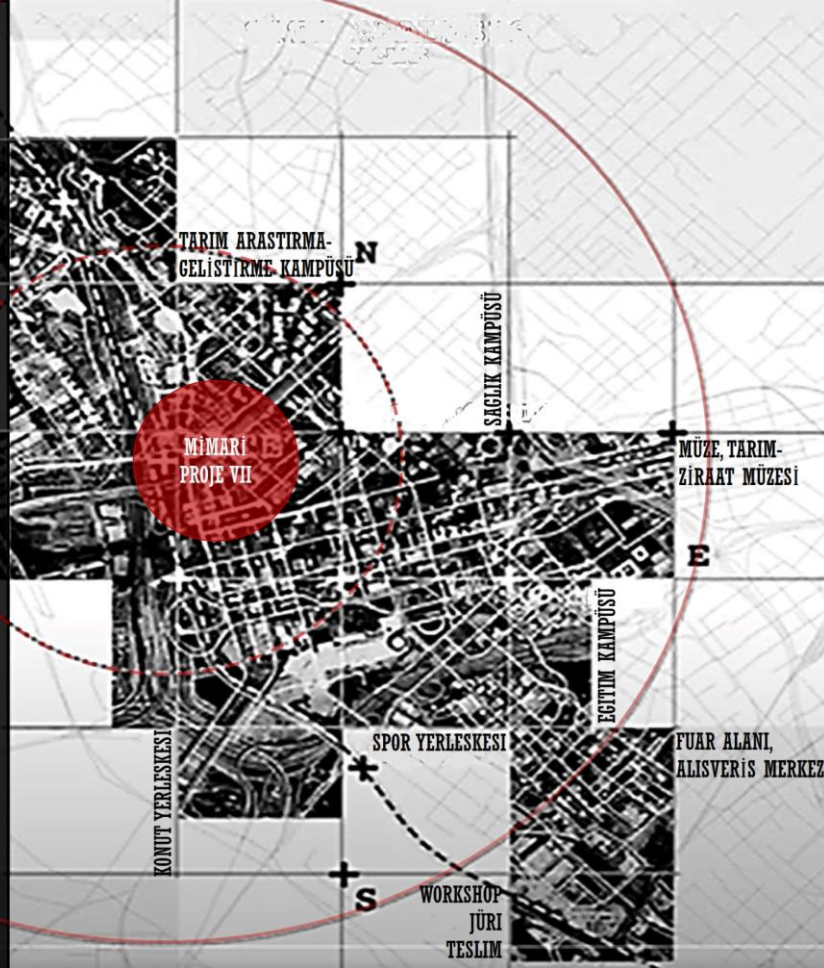 TARIM ARASTIRMA-
GELİSTİRME KAMPÜSÜ
N
SAGLIK KAMPÜSÜ
MİMARİ
PROJE VII
MÜZE, TARIM-
ZİRAAT MÜZESİ
E
EGITIM KAMPÜSÜ
KONUT YERLESKESI
SPOR YERLESKESI
FUAR ALANI,
ALISVERİS MERKEZ
S
WORKSHOP
JÜRI
TESLIM